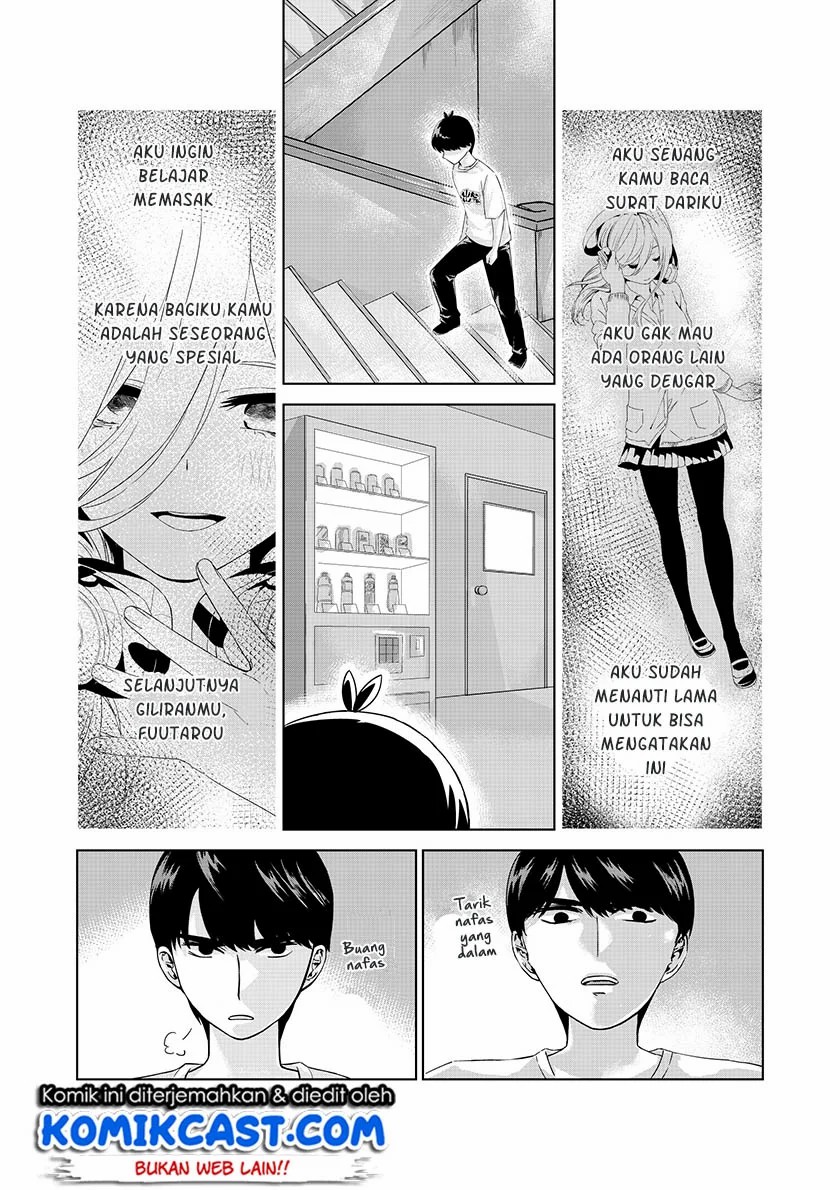 AKU SENANG
KAMU BACA
SURAT DARIKU
AKU GAK MAU
ADA ORANG LAIN
YANG DENGAR
AKU SUDAH
MENANTI LAMA
UNTUK BISA
MENGATAKAN
INI
AKU INGIN
BELAJAR
MEMASAK
KARENA BAGIKU KAMU
ADALAH SESEORANG
YANG SPESIAL
SELANJUTNYA
GILIRANMU,
FUUTAROU
Tarik
nafas
yang
dalam
Buang
nafas
Komik ini diterjemahkan & diedit oleh
KOMIKCAST.COM
BUKAN WEB LAIN!!